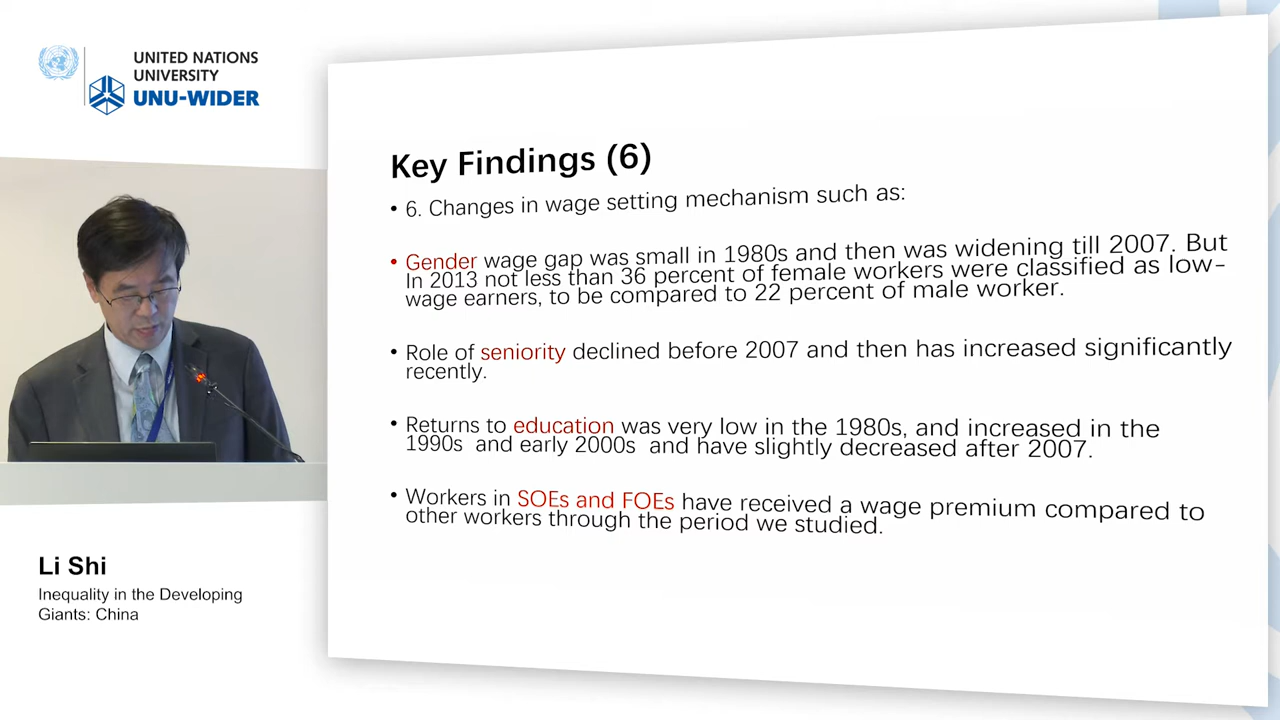 UNITED NATIONS
UNIVERSITY
UNU-WIDER
Key Findings (6)
• 6. Changes in wage setting mechanism such as:
• Gender wage gap was small in 1980s and then was widening till 2007. But
In 2013 not less than 36 percent of female workers were classified as low-
wage earners, to be compared to 22 percent of male worker.
• Role of seniority declined before 2007 and then has increased significantly
recently.
• Returns to education was very low in the 1980s, and increased in the
1990s and early 2000s and have slightly decreased after 2007.
• Workers in SOEs and FOEs have received a wage premium compared to
other workers through the period we studied.
Li Shi
Inequality in the Developing
Giants: China